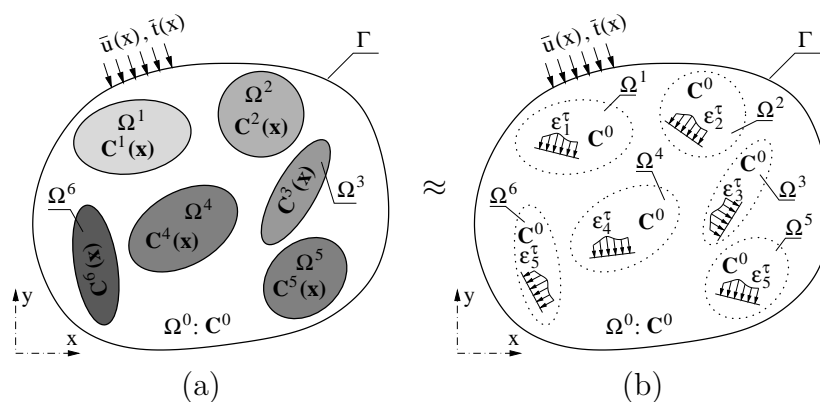 ū(x), t̄(x)
Γ
Ω¹
C¹(x)
Ω²
C²(x)
Ω³
C³(x)
Ω⁴
C⁴(x)
Ω⁵
C⁵(x)
Ω⁶
C⁶(x)
Ω⁰: C⁰
y
x
(a)
≈
ū(x), t̄(x)
Γ
Ω¹
ε₁^τ
C⁰
C⁰
ε₂^τ
Ω²
C⁰
ε₃^τ
Ω³
Ω⁴
ε₄^τ
C⁰
Ω⁵
C⁰
ε₅^τ
Ω⁶
C⁰
ε₅^τ
Ω⁰: C⁰
y
x
(b)